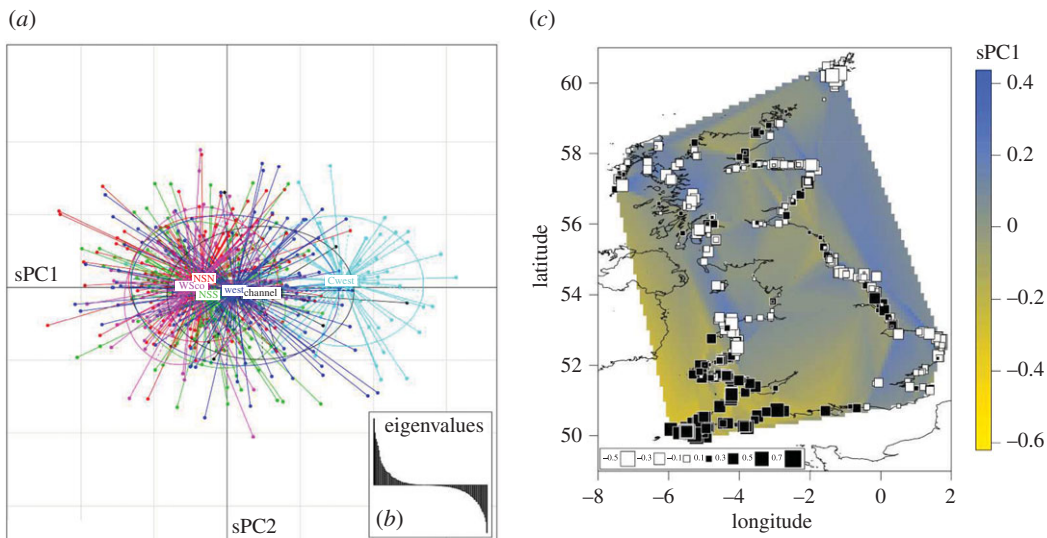 (a)
sPC1
NSN
WSco
NSS
west
channel
Cwest
sPC2
eigenvalues
(b)
(c)
latitude
60
58
56
54
52
50
−0.5 −0.3 −0.1 0.1 0.3 0.5 0.7
−8 −6 −4 −2 0 2
longitude
sPC1
0.4
0.2
0
−0.2
−0.4
−0.6